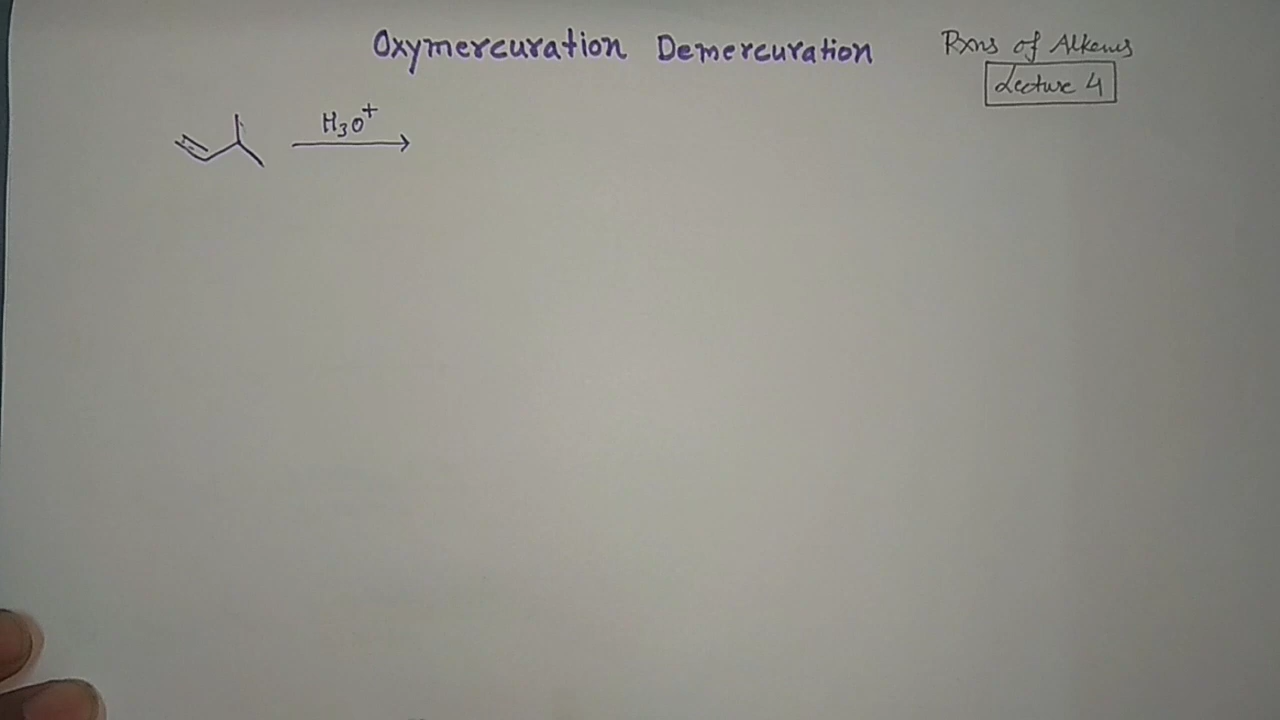 Oxymercuration Demercuration
Rxns of Alkenes
Lecture 4
H₃O⁺